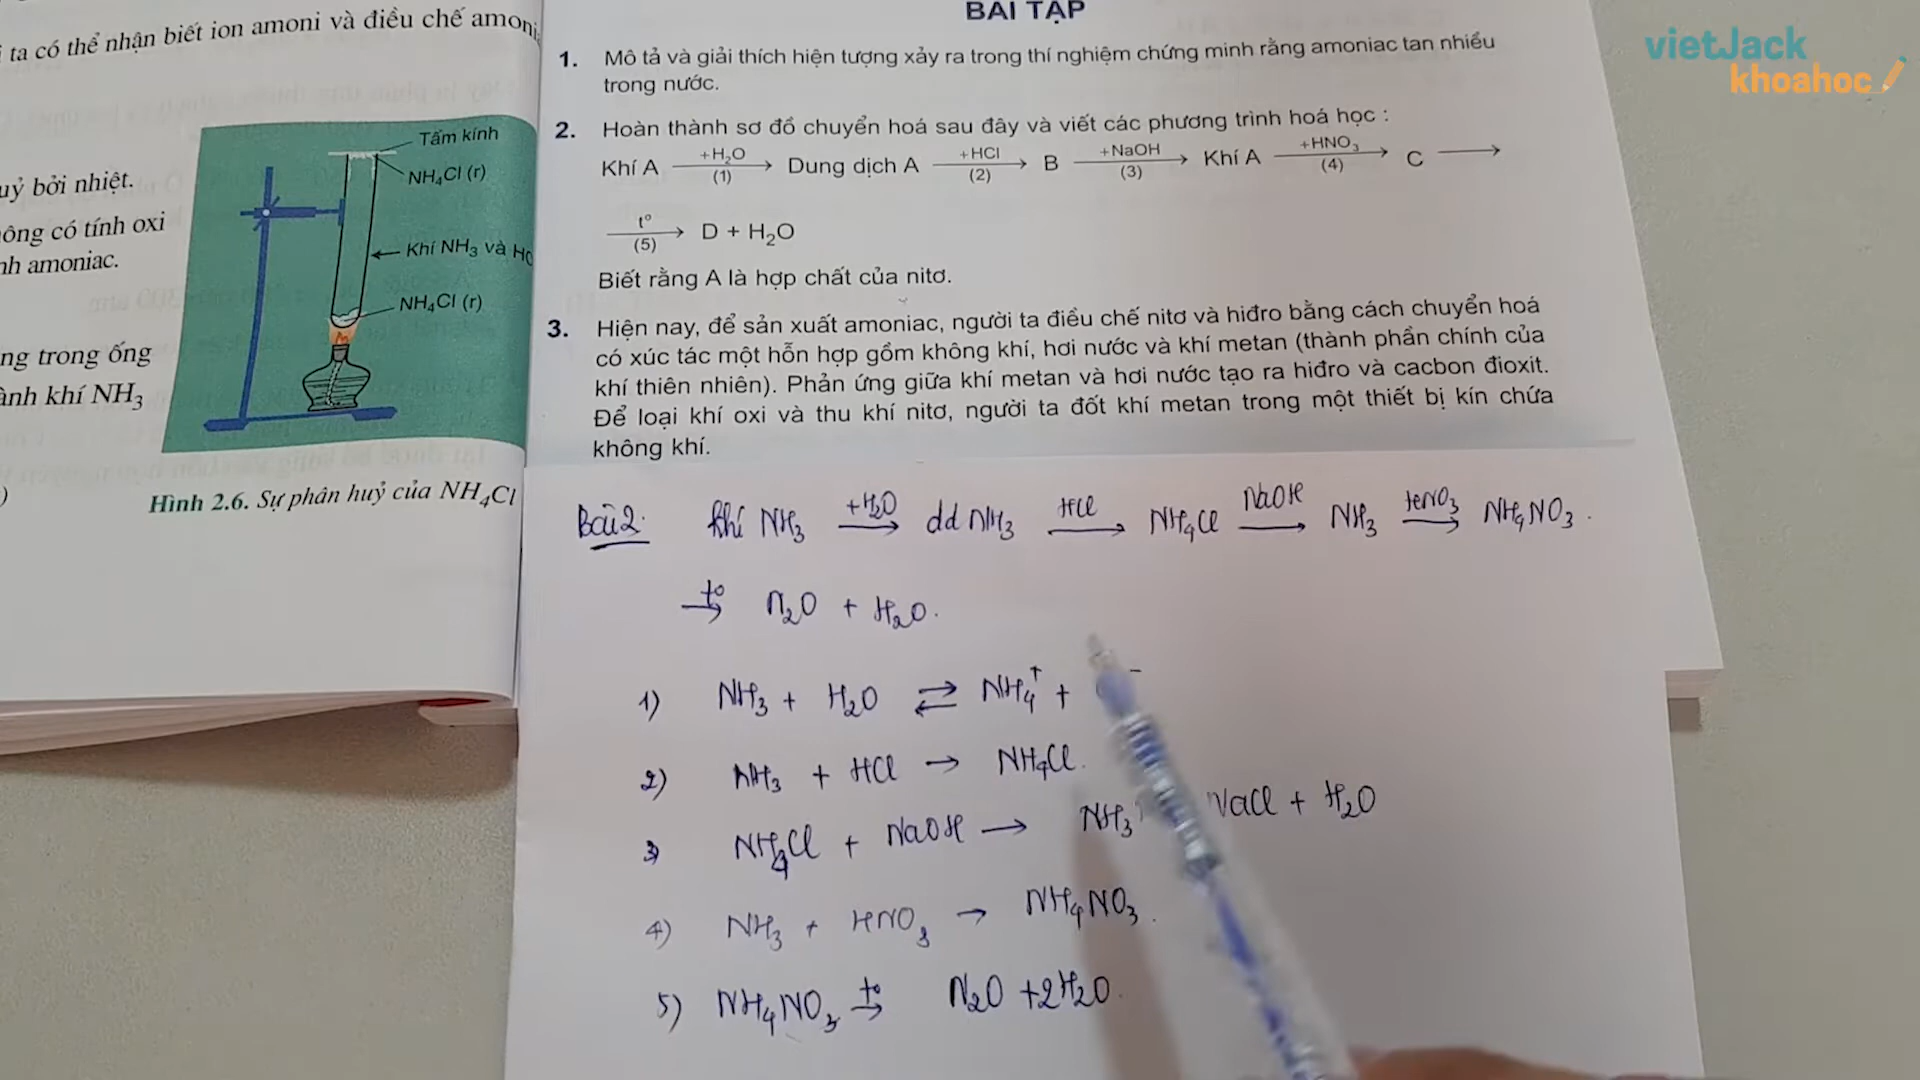 ta có thể nhận biết ion amoni và điều chế amoni
uỷ bởi nhiệt.
ông có tính oxi
nh amoniac.
ng trong ống
ành khí NH₃
)
Tấm kính
NH₄Cl (r)
Khí NH₃ và HC
NH₄Cl (r)
Hình 2.6. Sự phân huỷ của NH₄Cl
vietJack
khoahoc
BÀI TẬP
1. Mô tả và giải thích hiện tượng xảy ra trong thí nghiệm chứng minh rằng amoniac tan nhiều
trong nước.
2. Hoàn thành sơ đồ chuyển hoá sau đây và viết các phương trình hoá học :
Khí A +H₂O (1) → Dung dịch A +HCl (2) → B +NaOH (3) → Khí A +HNO₃ (4) → C →
t° (5) → D + H₂O
Biết rằng A là hợp chất của nitơ.
3. Hiện nay, để sản xuất amoniac, người ta điều chế nitơ và hiđro bằng cách chuyển hoá
có xúc tác một hỗn hợp gồm không khí, hơi nước và khí metan (thành phần chính của
khí thiên nhiên). Phản ứng giữa khí metan và hơi nước tạo ra hiđro và cacbon đioxit.
Để loại khí oxi và thu khí nitơ, người ta đốt khí metan trong một thiết bị kín chứa
không khí.
Bài 2: khí NH₃ +H₂O → dd NH₃ HCl → NH₄Cl NaOH → NH₃ HNO₃ → NH₄NO₃.
t° → N₂O + H₂O.
1) NH₃ + H₂O ⇌ NH₄⁺ + ⁻
2) NH₃ + HCl → NH₄Cl.
3) NH₄Cl + NaOH → NH₃ NaCl + H₂O
4) NH₃ + HNO₃ → NH₄NO₃.
5) NH₄NO₃ t° → N₂O + 2H₂O.